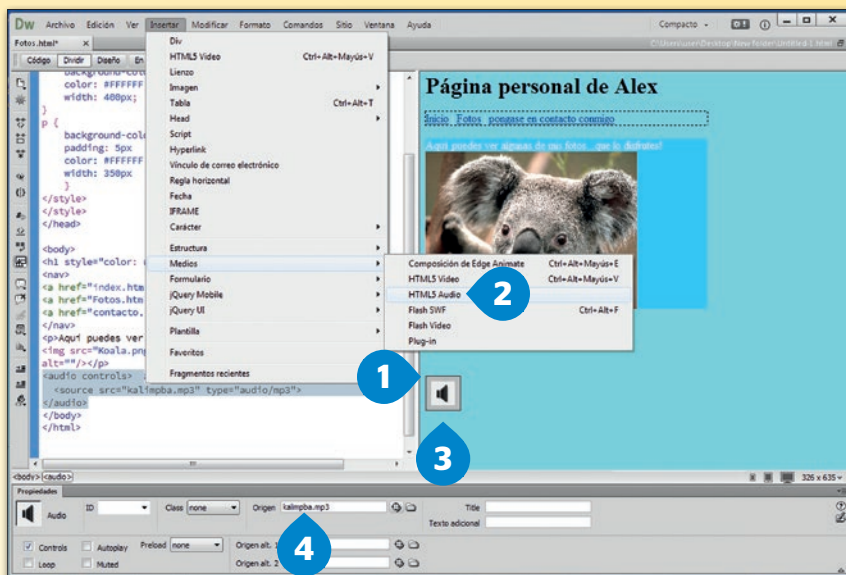 Dw Archivo Edición Ver Insertar Modificar Formato Comandos Sitio Ventana Ayuda Compacto
Fotos.html* x
Código Dividir Diseño En
Div
HTML5 Video Ctrl+Alt+Mayús+V
Lienzo
Imagen
Tabla Ctrl+Alt+T
Head
Script
Hyperlink
Vínculo de correo electrónico
Regla horizontal
Fecha
IFRAME
Carácter
Estructura
Medios
Formulario
jQuery Mobile
jQuery UI
Plantilla
Favoritos
Fragmentos recientes
Composición de Edge Animate Ctrl+Alt+Mayús+E
HTML5 Video Ctrl+Alt+Mayús+V
HTML5 Audio
Flash SWF Ctrl+Alt+F
Flash Video
Plug-in
color: #FFFFFF
width: 400px;
}
p {
background-colo
padding: 5px
color: #FFFFFF
width: 350px
}
</style>
</style>
</head>
<body>
<h1 style="color:
<nav>
<a href="index.htm
<a href="Fotos.htm
<a href="contacto.
</nav>
<p>Aquí puedes ver
<img src="Koala.png
alt=""/></p>
<audio controls>
<source src="kalimpba.mp3" type="audio/mp3">
</audio>
</body>
</html>
Página personal de Alex
Inicio Fotos pongase en contacto conmigo
Aquí puedes ver algunas de mis fotos... que lo disfrutes!
1
2
3
4
<body> <audio> 326 x 635
Propiedades
Audio ID Class none Origen kalimpba.mp3 Title
Texto adicional
Controls Autoplay Preload none Origen alt. 1
Loop Muted Origen alt. 2